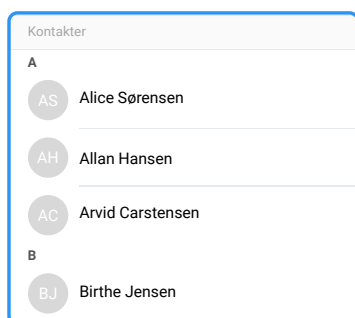 Kontakter
A
AS Alice Sørensen
AH Allan Hansen
AC Arvid Carstensen
B
BJ Birthe Jensen